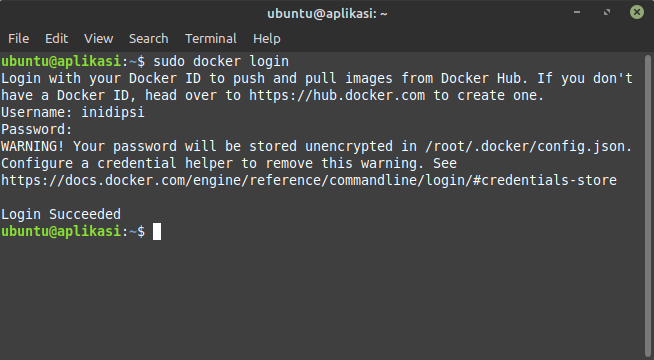 ubuntu@aplikasi: ~
File Edit View Search Terminal Help
ubuntu@aplikasi:~$ sudo docker login
Login with your Docker ID to push and pull images from Docker Hub. If you don't
have a Docker ID, head over to https://hub.docker.com to create one.
Username: inidipsi
Password:
WARNING! Your password will be stored unencrypted in /root/.docker/config.json.
Configure a credential helper to remove this warning. See
https://docs.docker.com/engine/reference/commandline/login/#credentials-store
Login Succeeded
ubuntu@aplikasi:~$